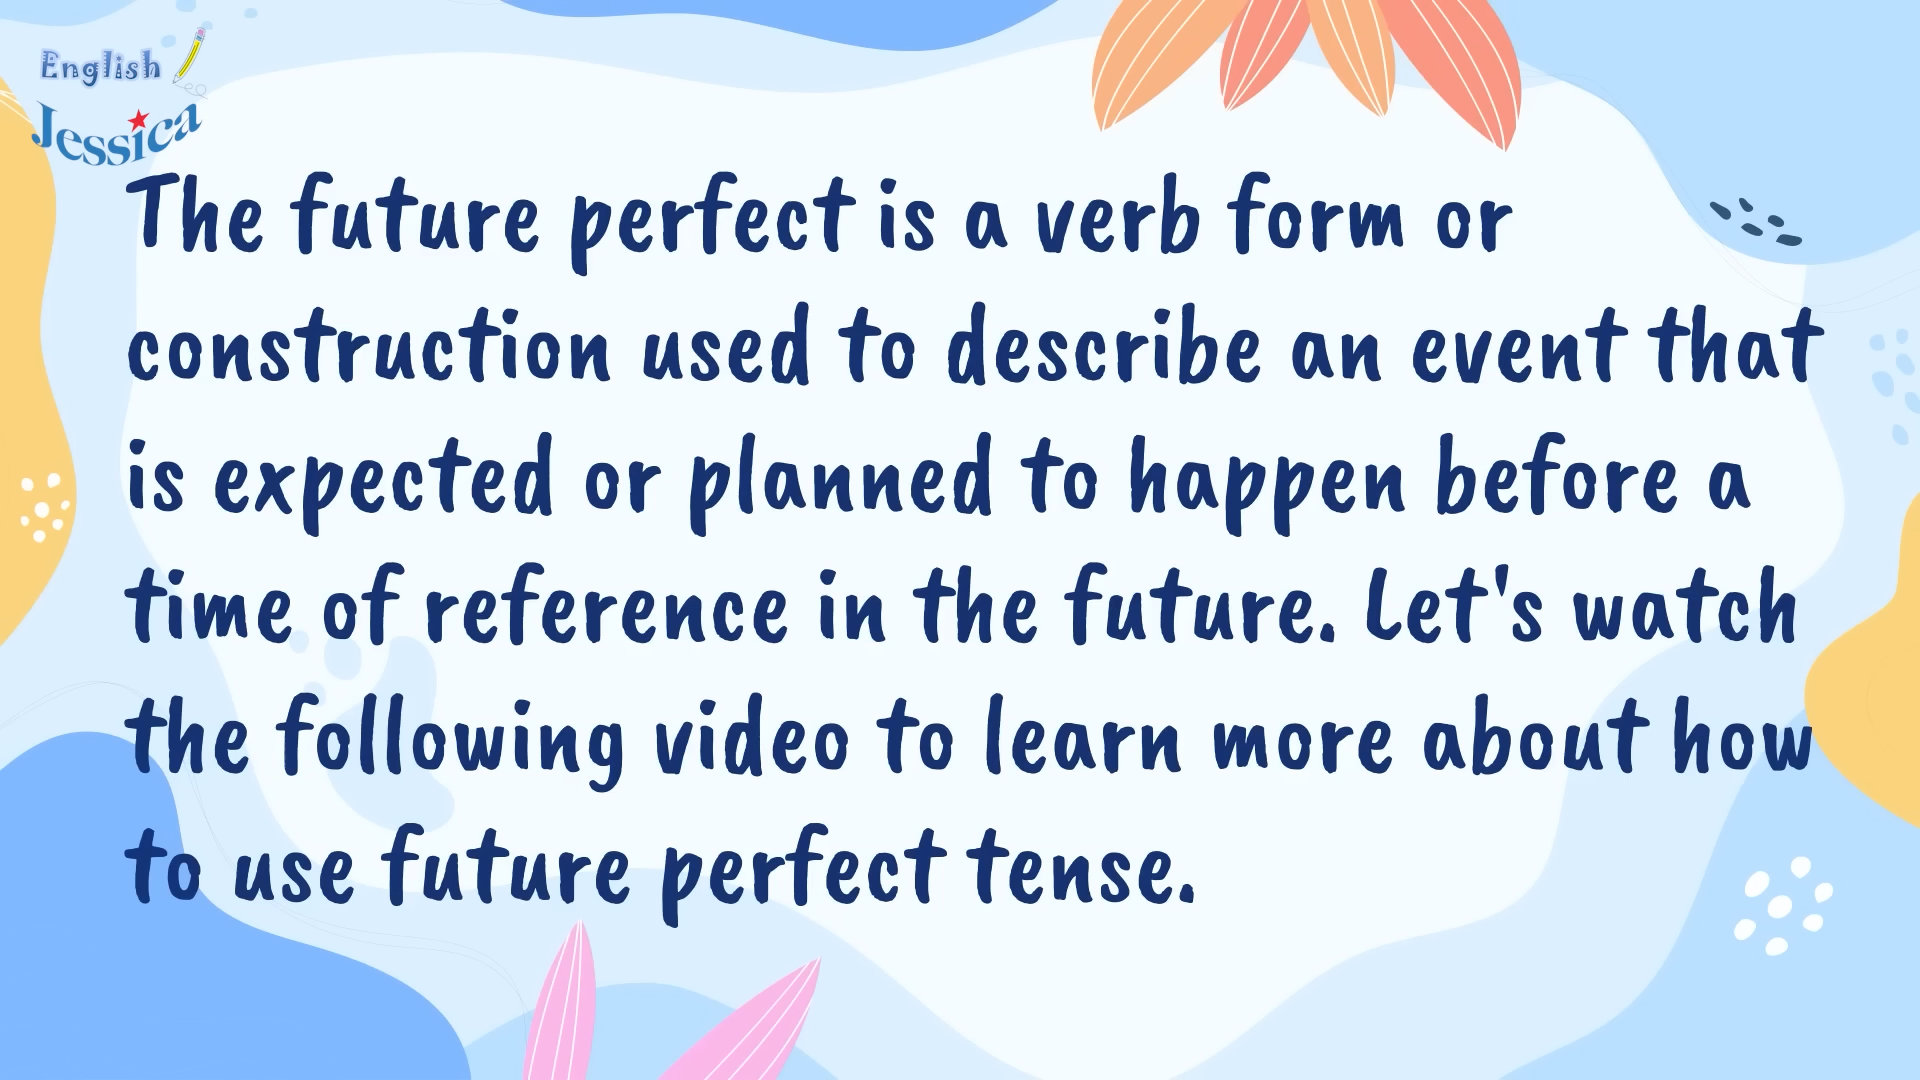 English
Jessica
The future perfect is a verb form or
construction used to describe an event that
is expected or planned to happen before a
time of reference in the future. Let's watch
the following video to learn more about how
to use future perfect tense.